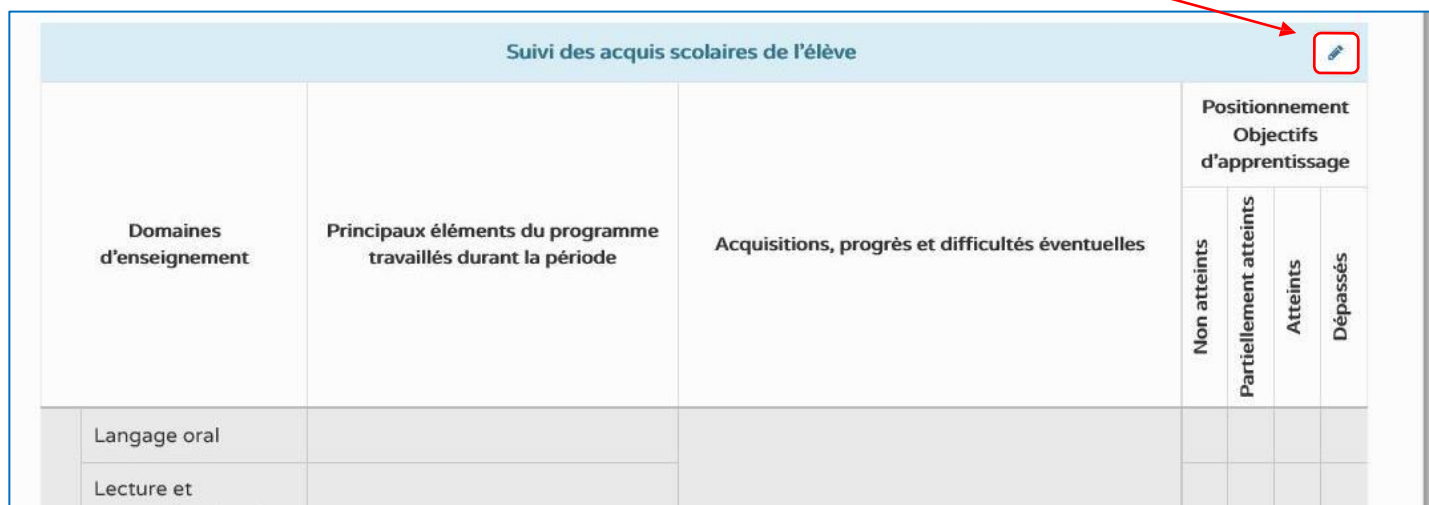 Suivi des acquis scolaires de l'élève
Domaines
d'enseignement
Principaux éléments du programme
travaillés durant la période
Acquisitions, progrès et difficultés éventuelles
Positionnement
Objectifs
d'apprentissage
Non atteints
Partiellement atteints
Atteints
Dépassés
Langage oral
Lecture et